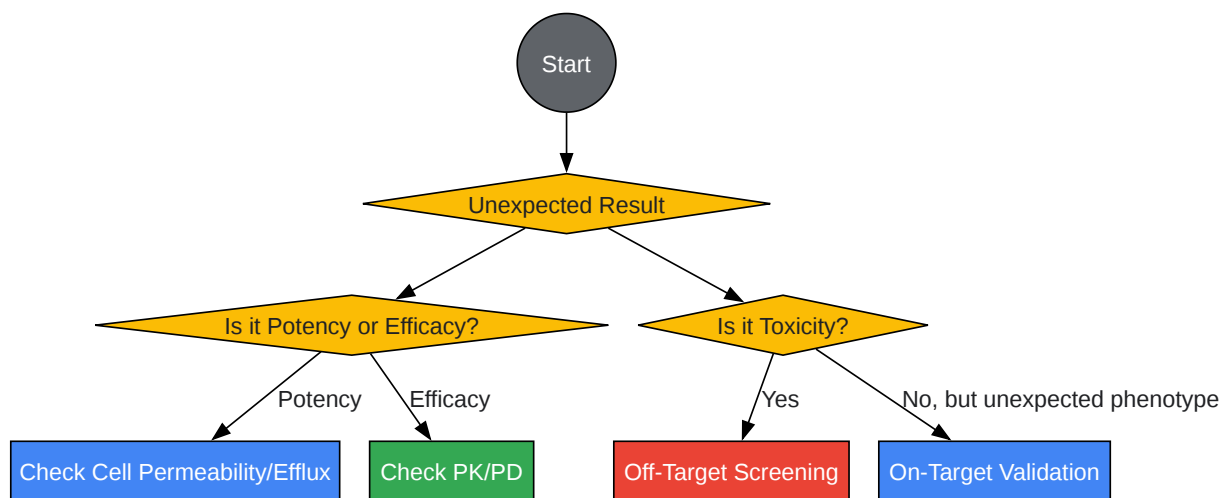 Start
Unexpected Result
Is it Potency or Efficacy?
Is it Toxicity?
Potency
Efficacy
Yes
No, but unexpected phenotype
Check Cell Permeability/Efflux
Check PK/PD
Off-Target Screening
On-Target Validation